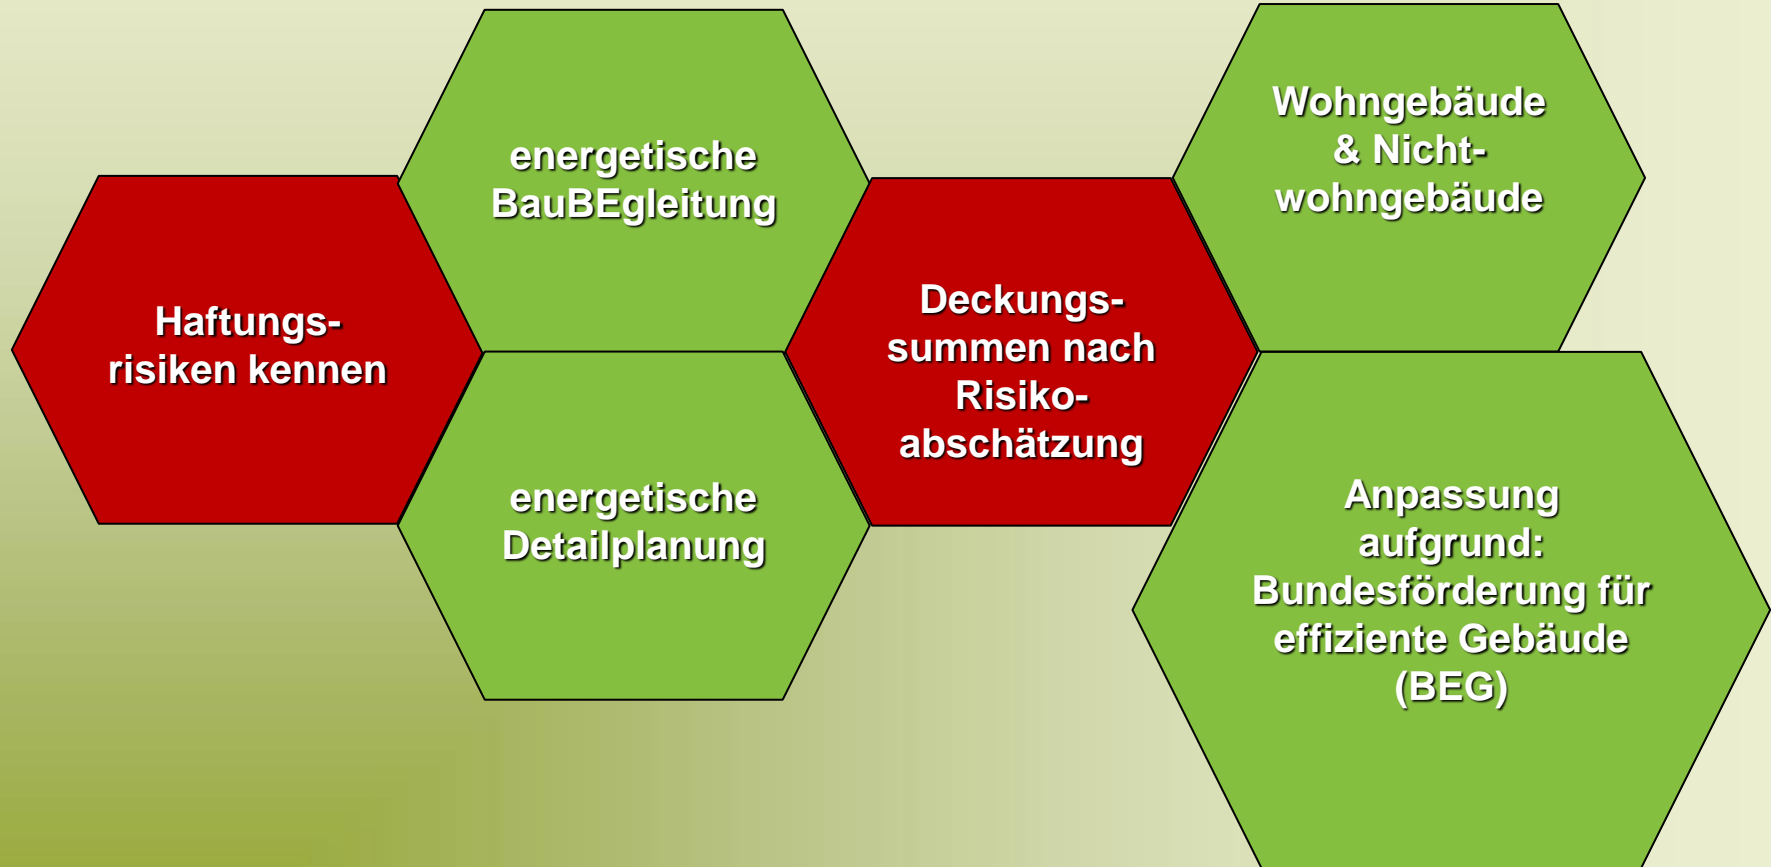 Haftungs-
risiken kennen
energetische
BauBEgleitung
energetische
Detailplanung
Deckungs-
summen nach
Risiko-
abschätzung
Wohngebäude
& Nicht-
wohngebäude
Anpassung
aufgrund:
Bundesförderung für
effiziente Gebäude
(BEG)